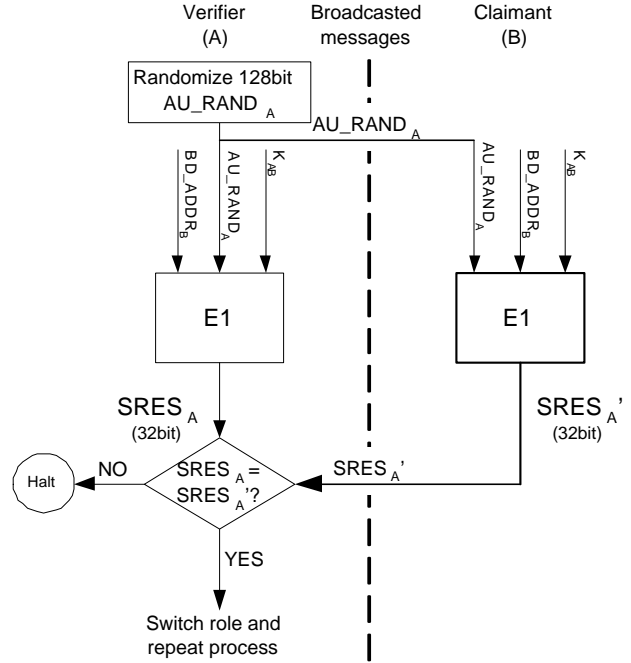 Verifier
(A)
Broadcasted
messages
Claimant
(B)
Randomize 128bit
AU_RAND A
AU_RAND A
BD_ADDR B
AU_RAND A
K AB
AU_RAND A
BD_ADDR B
K AB
E1
E1
SRES A
(32bit)
SRES A'
(32bit)
NO
Halt
SRES A =
SRES A'?
SRES A'
YES
Switch role and
repeat process